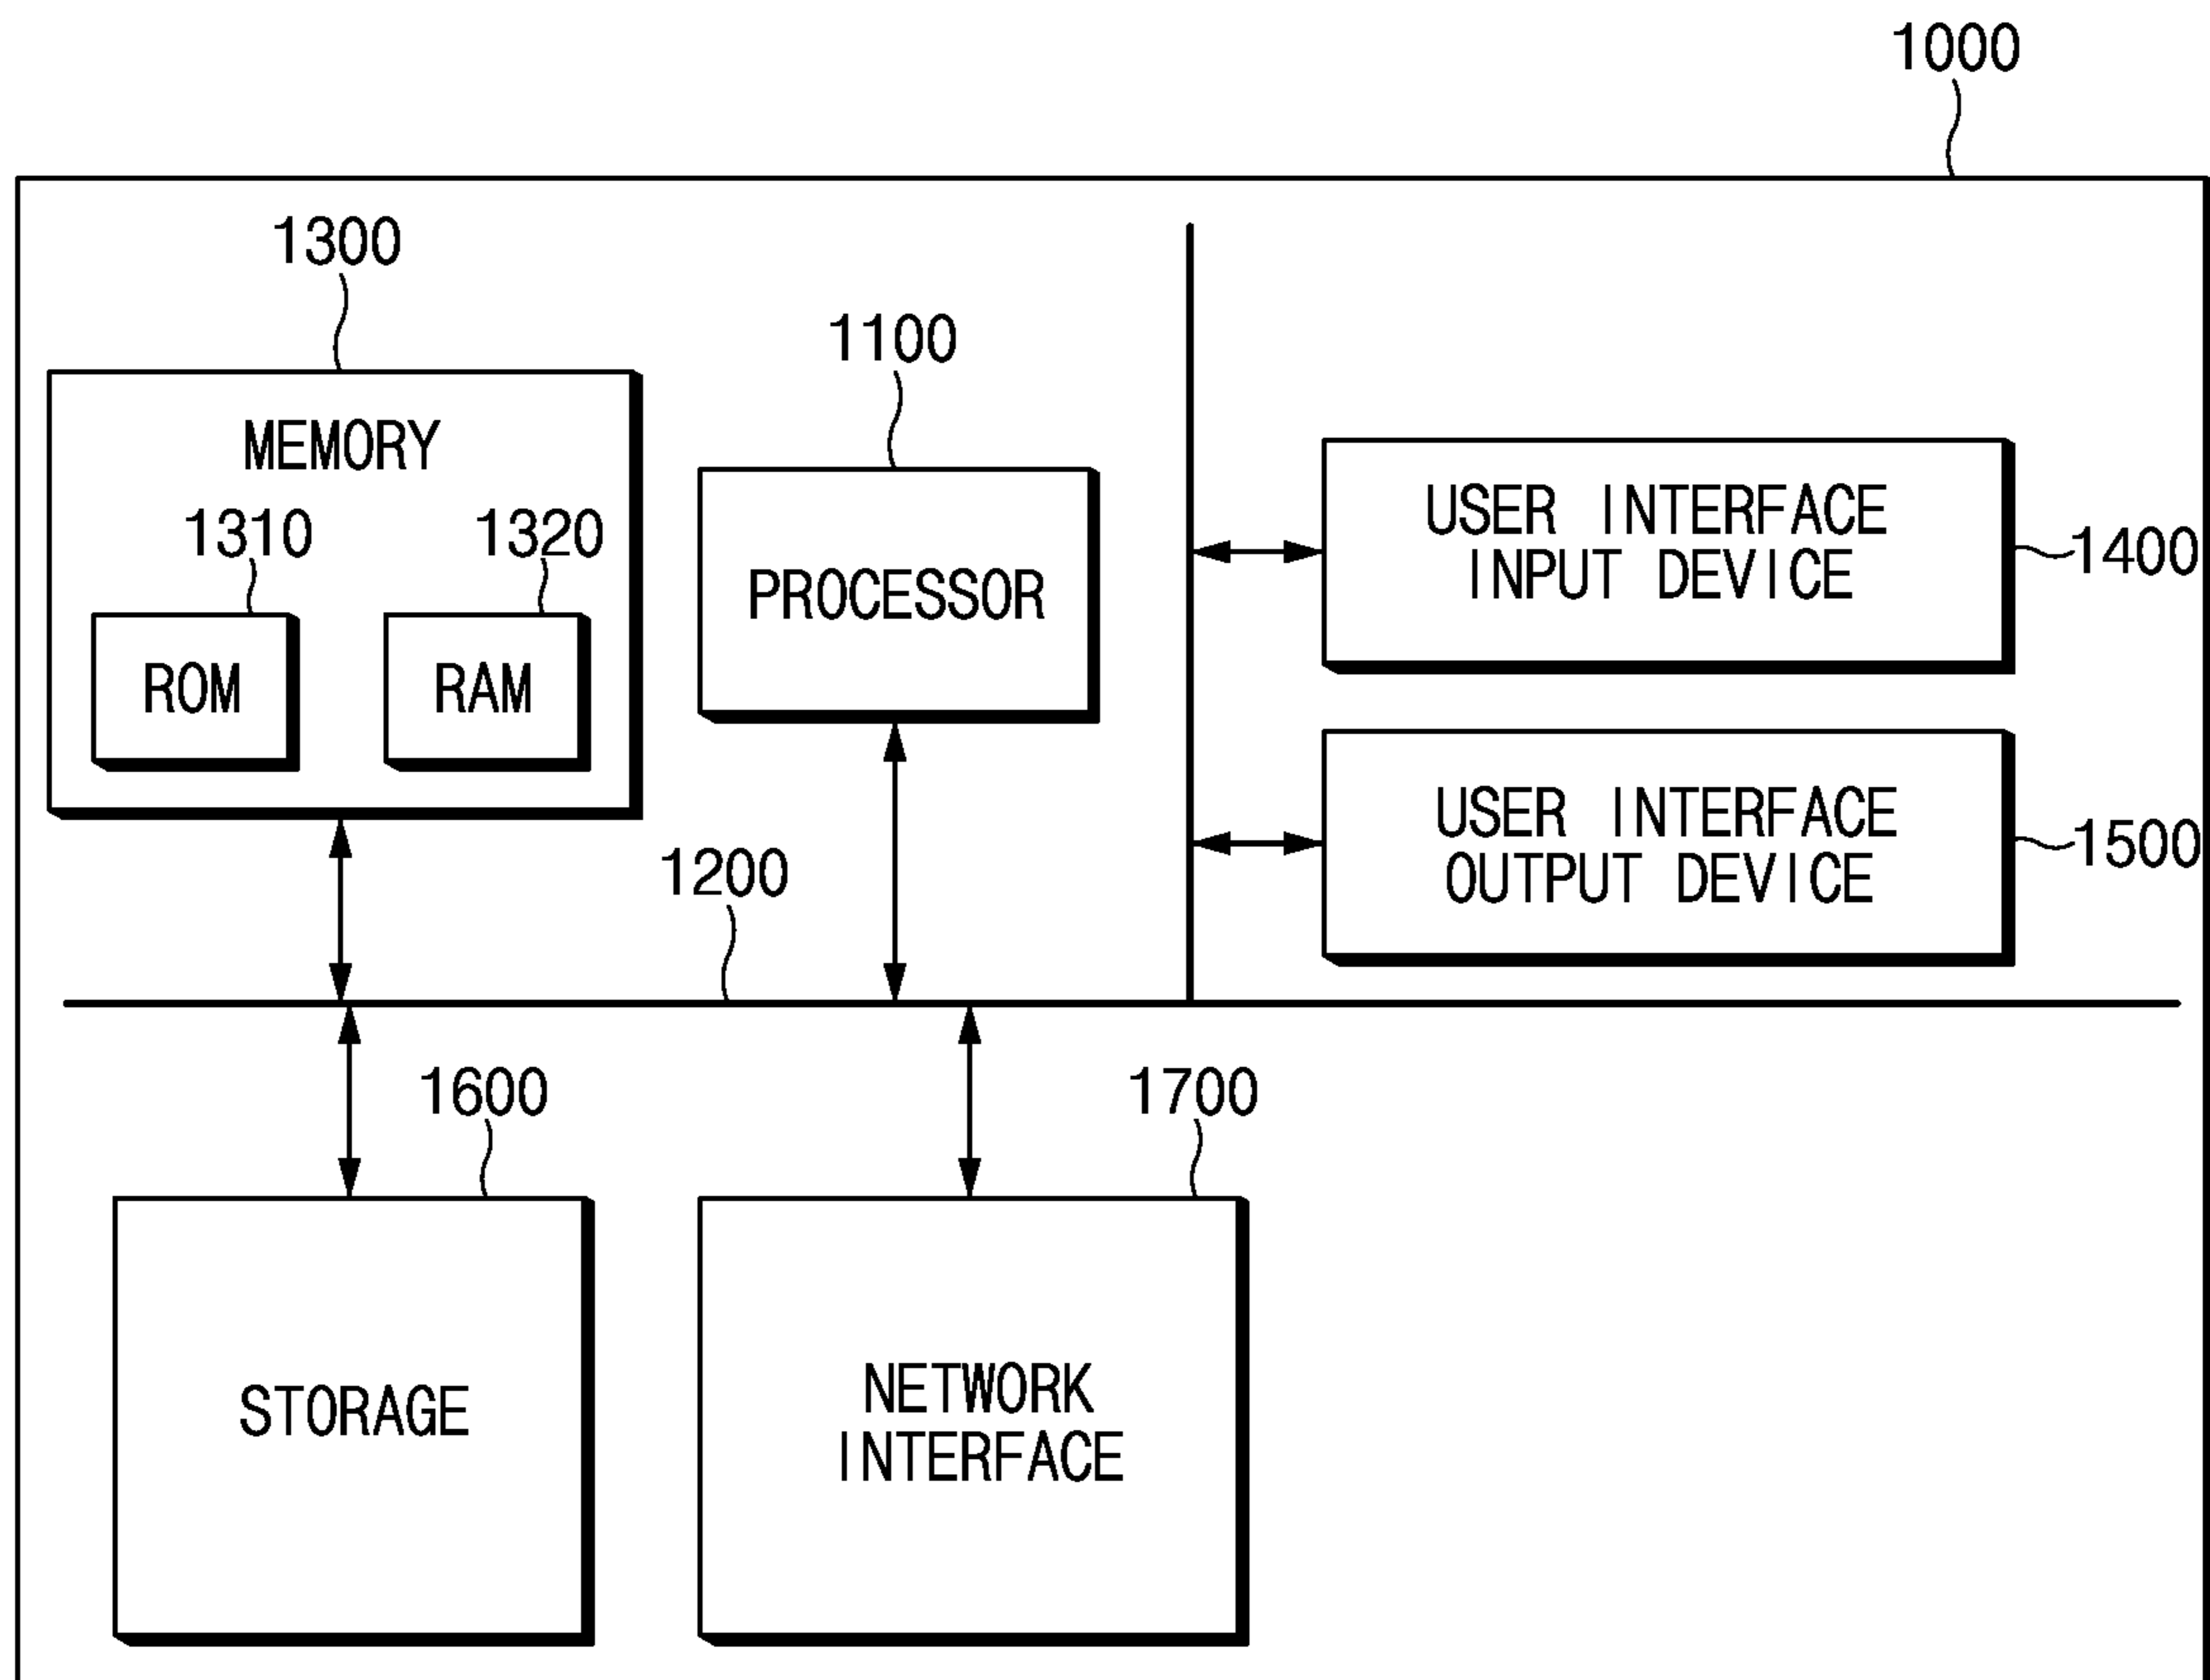 1000
1300
MEMORY
1310
1320
ROM
RAM
1100
PROCESSOR
USER INTERFACE
INPUT DEVICE
1400
USER INTERFACE
OUTPUT DEVICE
1500
1200
1600
STORAGE
1700
NETWORK
INTERFACE